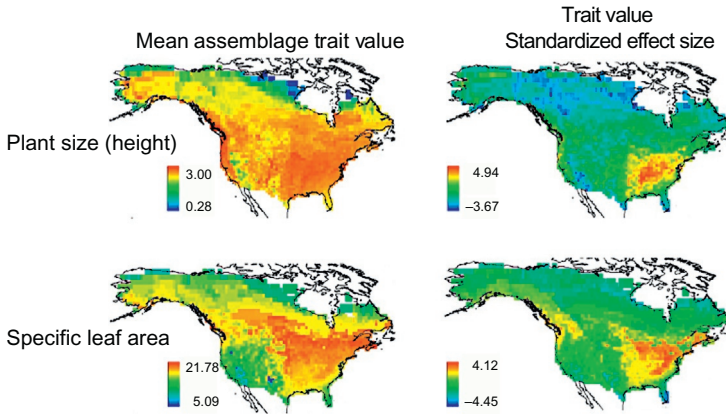 Trait value
Mean assemblage trait value
Standardized effect size
Plant size (height)
3.00
0.28
4.94
–3.67
Specific leaf area
21.78
5.09
4.12
–4.45